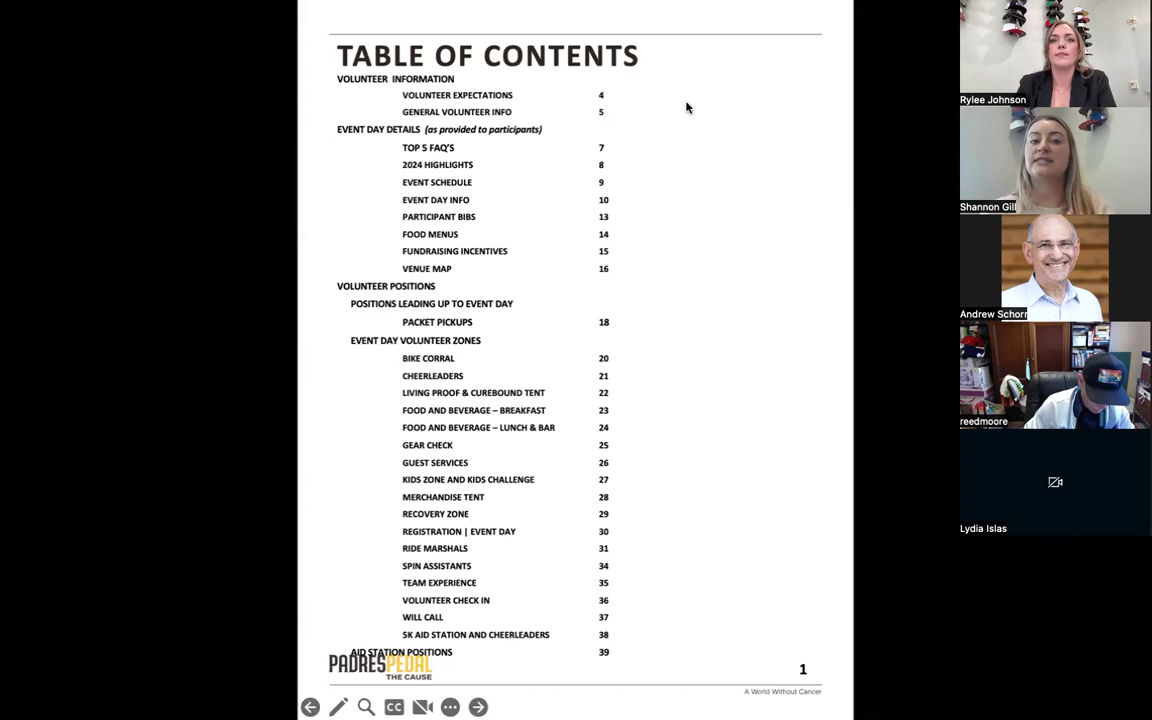 TABLE OF CONTENTS
VOLUNTEER INFORMATION
VOLUNTEER EXPECTATIONS 4
GENERAL VOLUNTEER INFO 5
EVENT DAY DETAILS (as provided to participants)
TOP 5 FAQ'S 7
2024 HIGHLIGHTS 8
EVENT SCHEDULE 9
EVENT DAY INFO 10
PARTICIPANT BIBS 13
FOOD MENUS 14
FUNDRAISING INCENTIVES 15
VENUE MAP 16
VOLUNTEER POSITIONS
POSITIONS LEADING UP TO EVENT DAY
PACKET PICKUPS 18
EVENT DAY VOLUNTEER ZONES
BIKE CORRAL 20
CHEERLEADERS 21
LIVING PROOF & CUREBOUND TENT 22
FOOD AND BEVERAGE – BREAKFAST 23
FOOD AND BEVERAGE – LUNCH & BAR 24
GEAR CHECK 25
GUEST SERVICES 26
KIDS ZONE AND KIDS CHALLENGE 27
MERCHANDISE TENT 28
RECOVERY ZONE 29
REGISTRATION | EVENT DAY 30
RIDE MARSHALS 31
SPIN ASSISTANTS 34
TEAM EXPERIENCE 35
VOLUNTEER CHECK IN 36
WILL CALL 37
5K AID STATION AND CHEERLEADERS 38
AID STATION POSITIONS 39
PADRESPEDAL
THE CAUSE
1
A World Without Cancer
CC
Rylee Johnson
Shannon Gill
Andrew Schorr
reedmoore
Lydia Islas